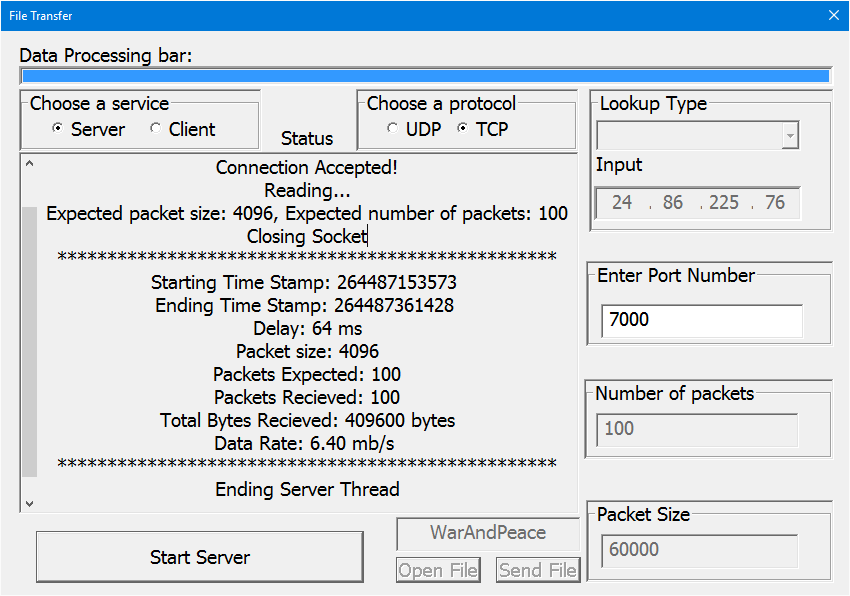 File Transfer
Data Processing bar:
Choose a service
Server Client
Status
Choose a protocol
UDP TCP
Lookup Type
Input
24 . 86 . 225 . 76
Connection Accepted!
Reading...
Expected packet size: 4096, Expected number of packets: 100
Closing Socket
**************************************************
Starting Time Stamp: 264487153573
Ending Time Stamp: 264487361428
Delay: 64 ms
Packet size: 4096
Packets Expected: 100
Packets Recieved: 100
Total Bytes Recieved: 409600 bytes
Data Rate: 6.40 mb/s
**************************************************
Ending Server Thread
Enter Port Number
7000
Number of packets
100
Packet Size
60000
Start Server
WarAndPeace
Open File Send File